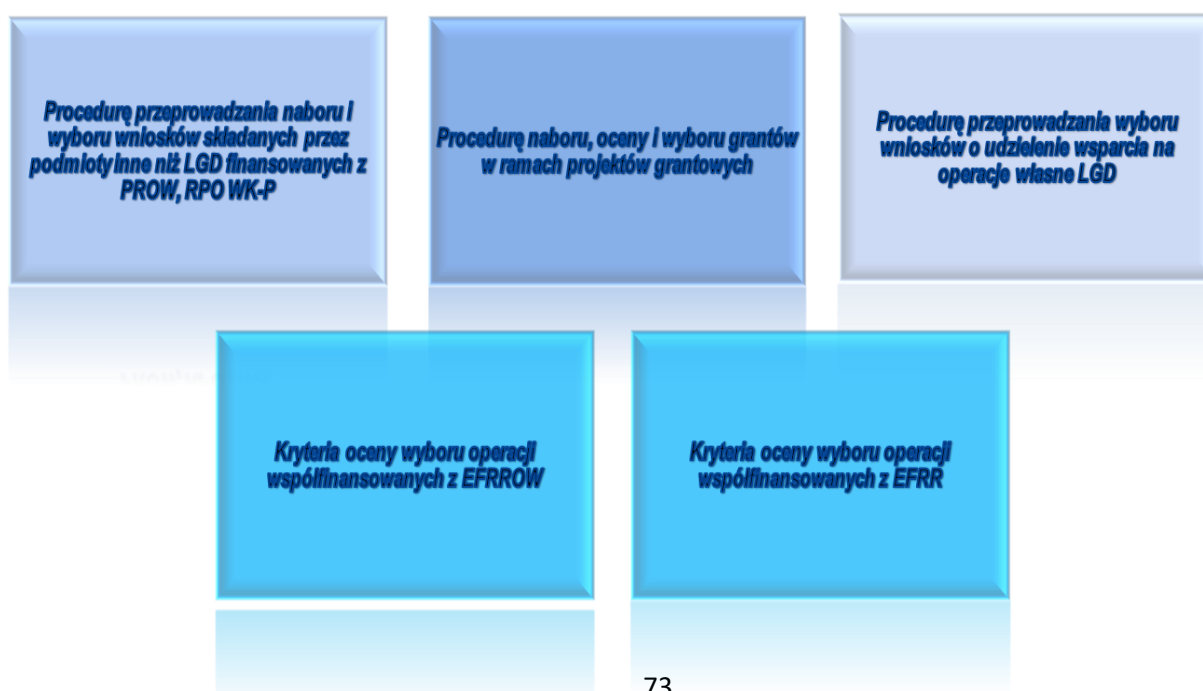 Procedurę przeprowadzania naboru i
wyboru wniosków składanych przez
podmioty inne niż LGD finansowanych z
PROW, RPO WK-P
Procedurę naboru, oceny i wyboru grantów
w ramach projektów grantowych
Procedurę przeprowadzania wyboru
wniosków o udzielenie wsparcia na
operacje własne LGD
Kryteria oceny wyboru operacji
współfinansowanych z EFRROW
Kryteria oceny wyboru operacji
współfinansowanych z EFRR
73